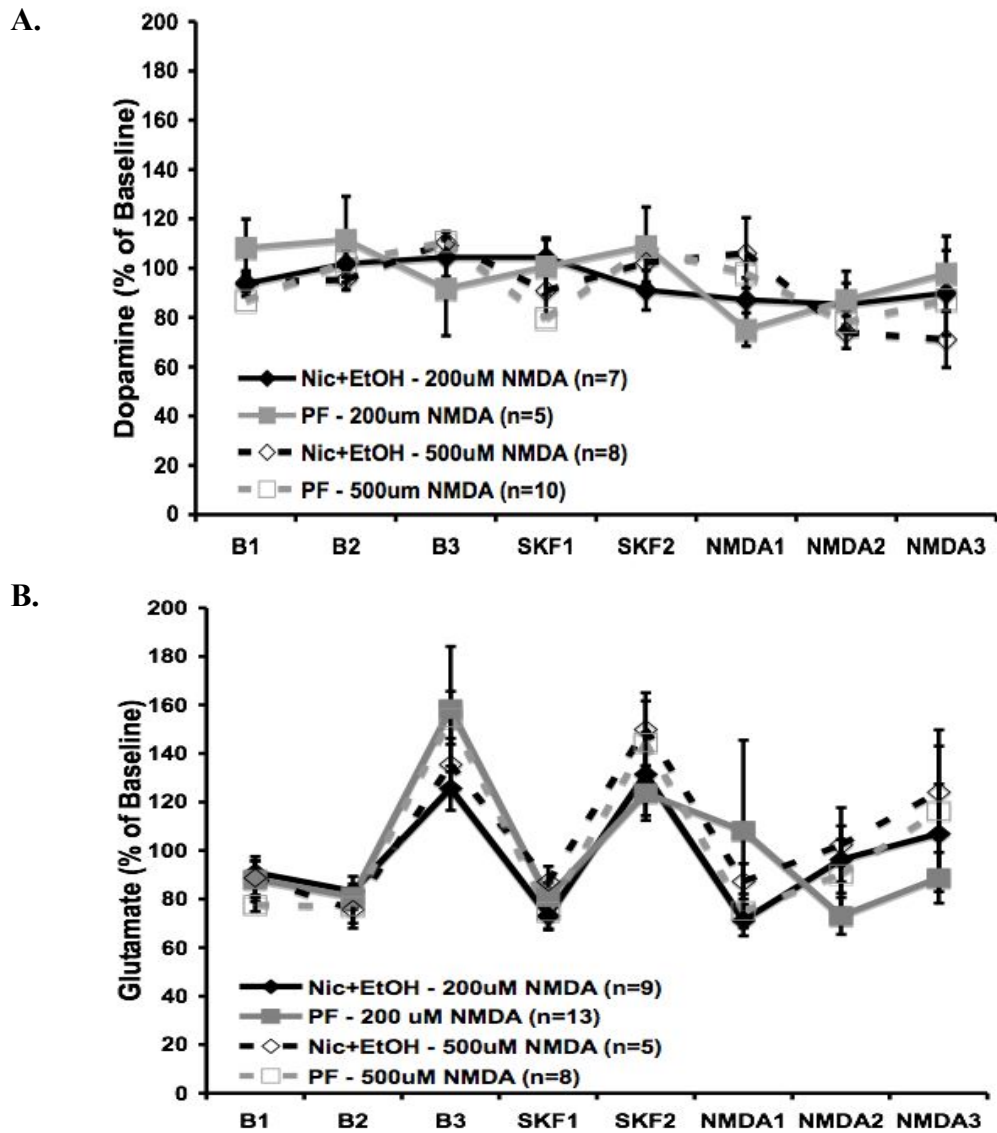 A.
200
180
160
140
120
100
80
60
40
20
0
Dopamine (% of Baseline)
Nic+EtOH - 200uM NMDA (n=7)
PF - 200um NMDA (n=5)
Nic+EtOH - 500uM NMDA (n=8)
PF - 500um NMDA (n=10)
B1 B2 B3 SKF1 SKF2 NMDA1 NMDA2 NMDA3
B.
200
180
160
140
120
100
80
60
40
20
0
Glutamate (% of Baseline)
Nic+EtOH - 200uM NMDA (n=9)
PF - 200 uM NMDA (n=13)
Nic+EtOH - 500uM NMDA (n=5)
PF - 500uM NMDA (n=8)
B1 B2 B3 SKF1 SKF2 NMDA1 NMDA2 NMDA3